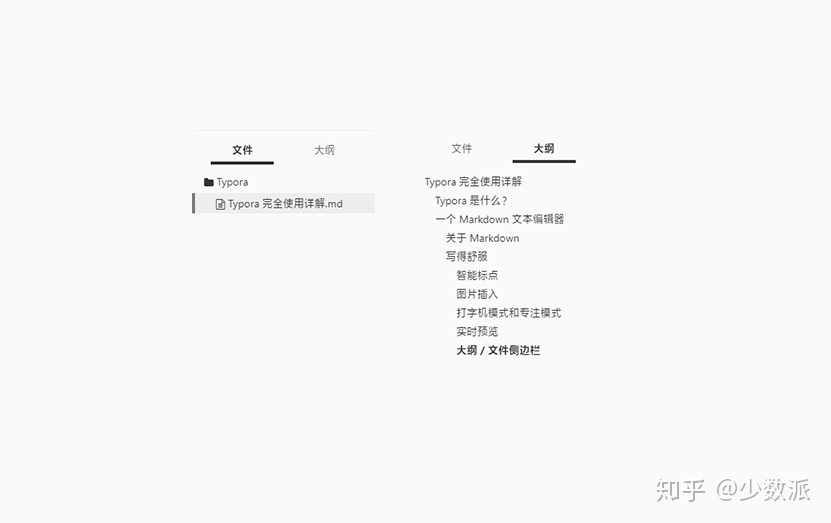 文件 大纲
Typora
Typora 完全使用详解.md
文件 大纲
Typora 完全使用详解
Typora 是什么？
一个 Markdown 文本编辑器
关于 Markdown
写得舒服
智能标点
图片插入
打字机模式和专注模式
实时预览
大纲 / 文件侧边栏
知乎 @少数派